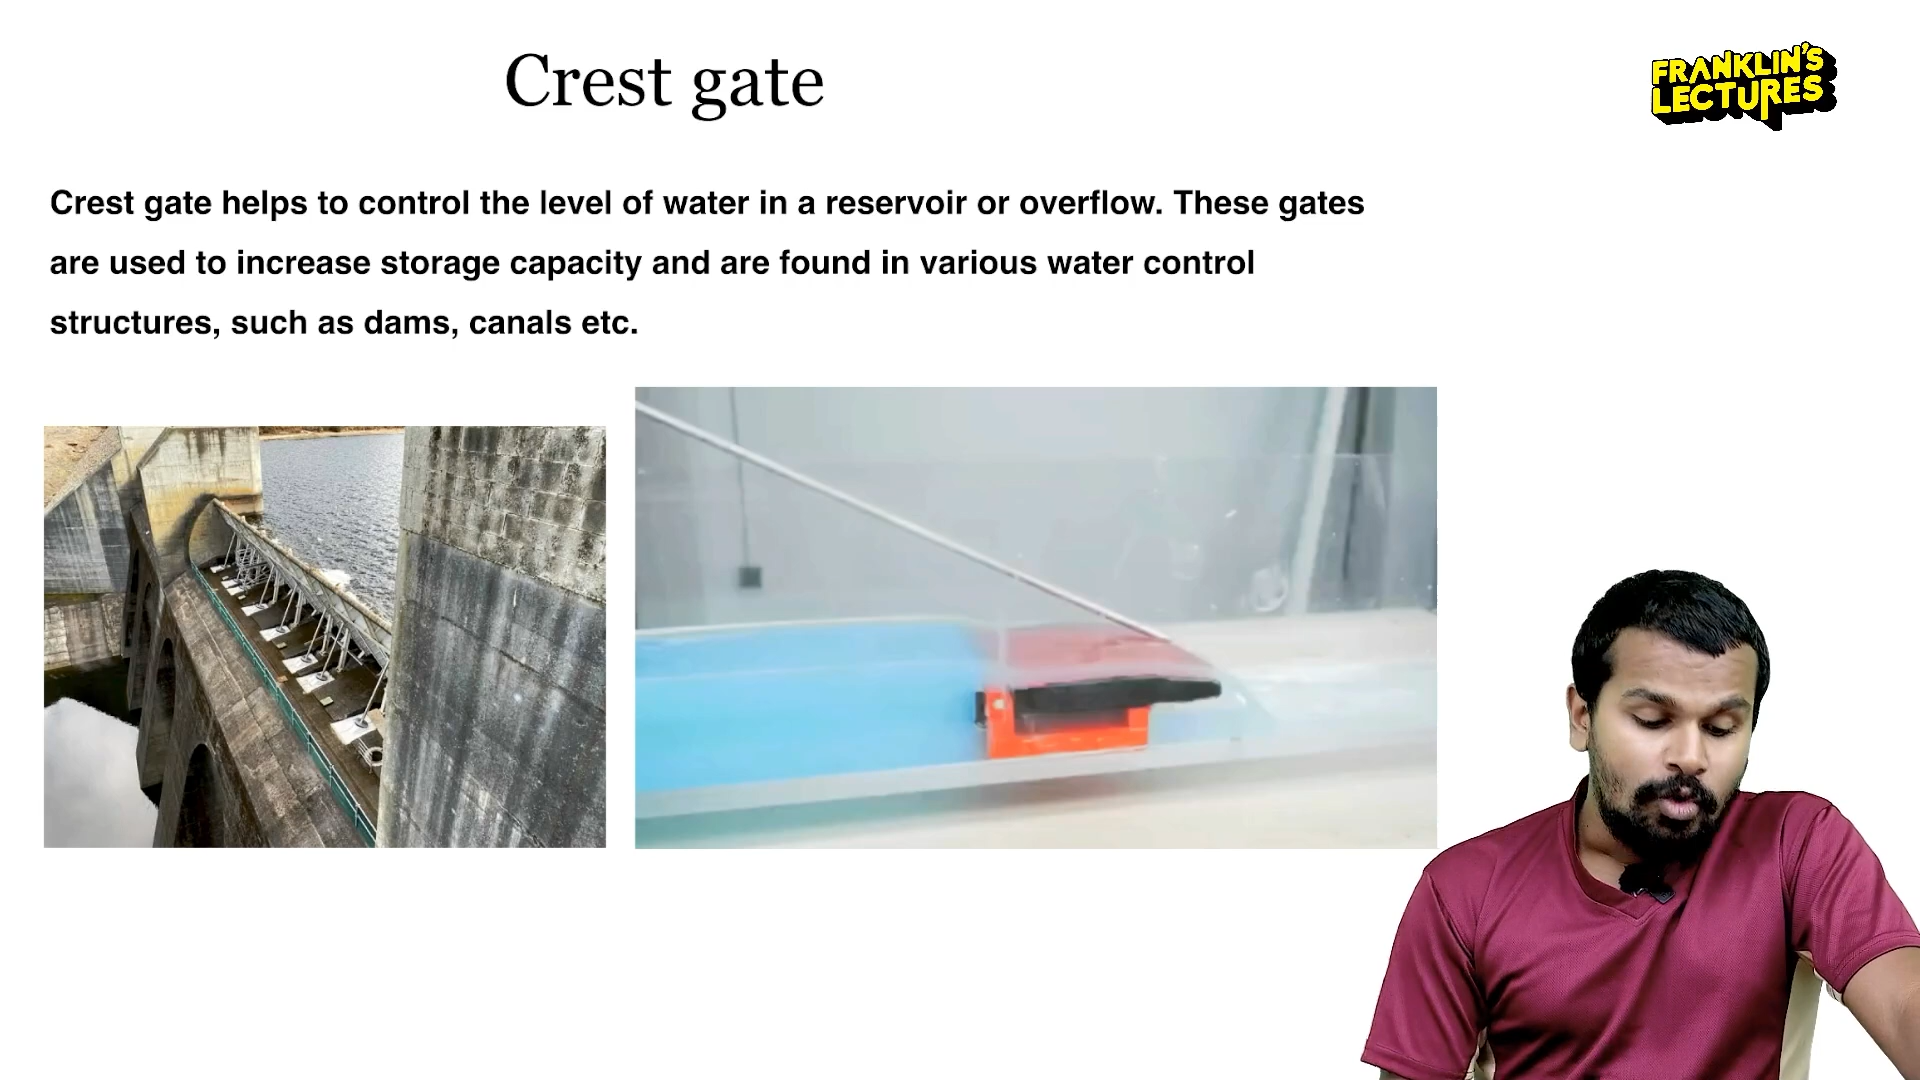 Crest gate
FRANKLIN'S
LECTURES
Crest gate helps to control the level of water in a reservoir or overflow. These gates
are used to increase storage capacity and are found in various water control
structures, such as dams, canals etc.